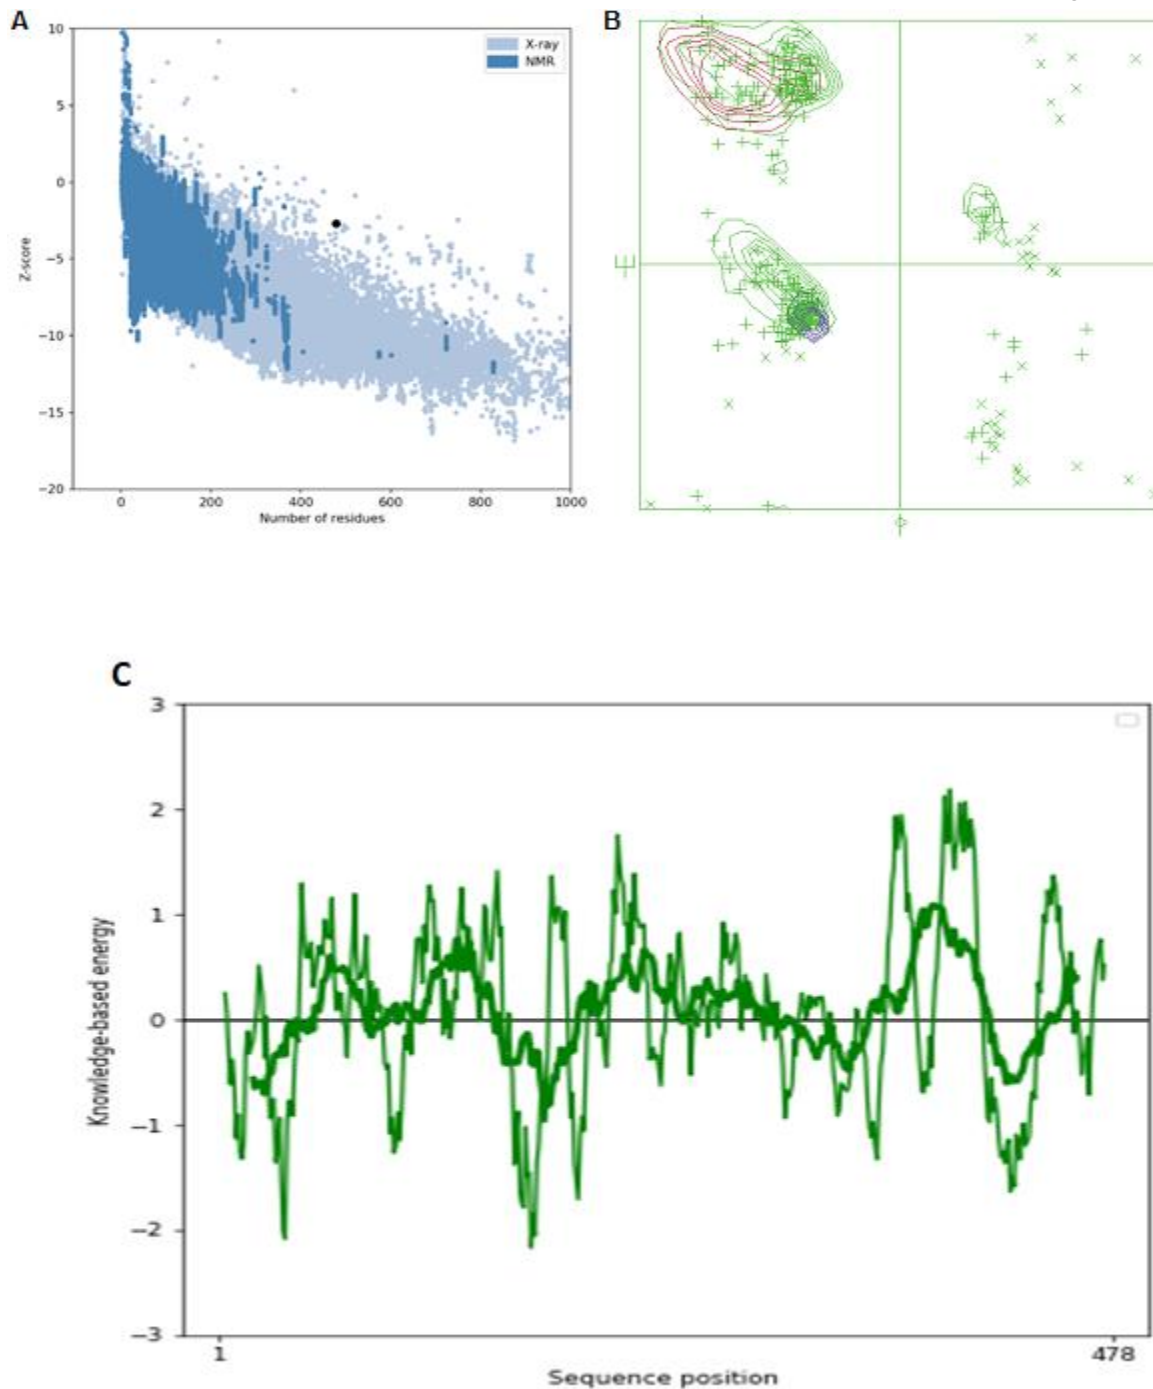 A
10
5
0
−5
−10
−15
−20
Z-score
X-ray
NMR
0
200
400
600
800
1000
Number of residues
B
Ψ
Φ
C
3
2
1
0
−1
−2
−3
Knowledge-based energy
1
478
Sequence position